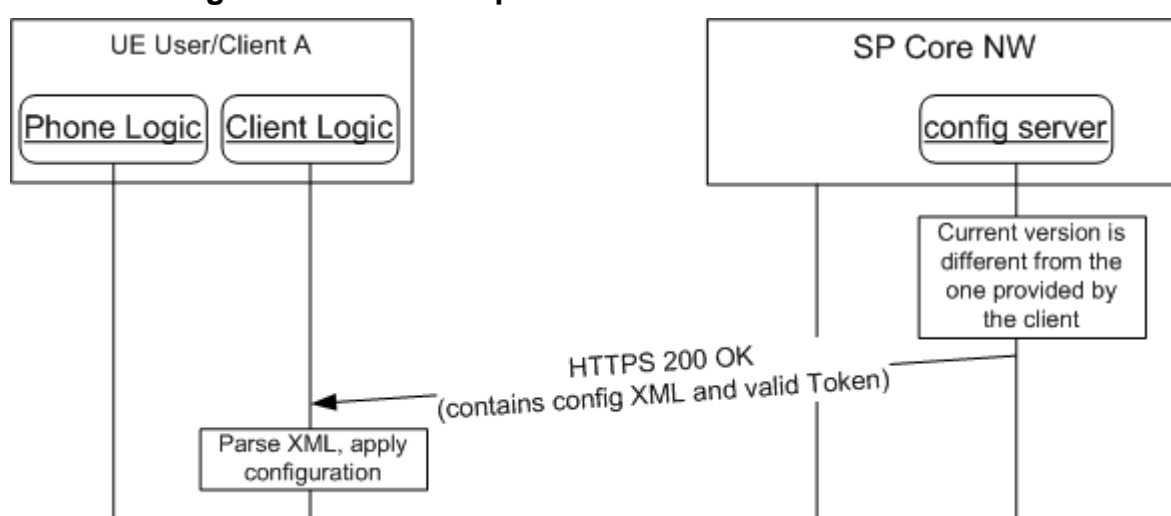 UE User/Client A
SP Core NW
Phone Logic
Client Logic
config server
Current version is
different from the
one provided by
the client
HTTPS 200 OK
(contains config XML and valid Token)
Parse XML, apply
configuration